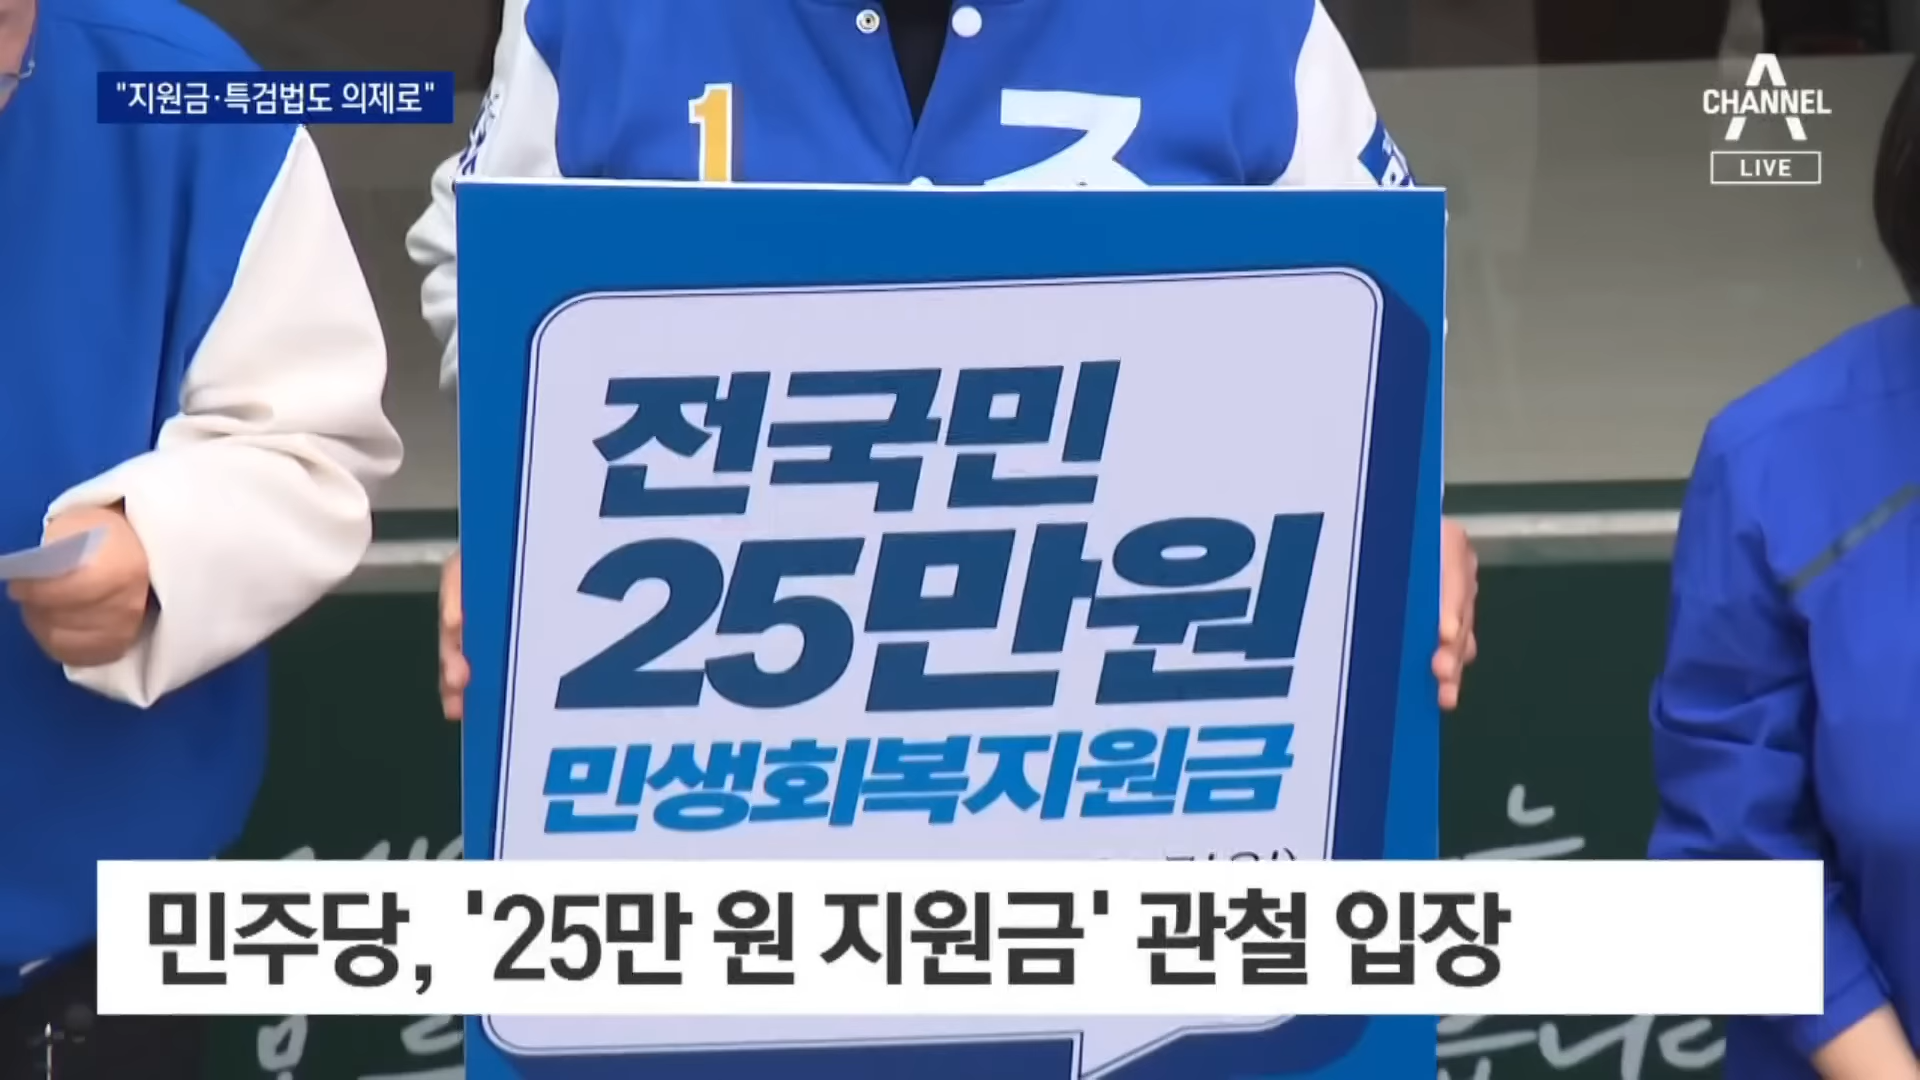 "지원금·특검법도 의제로"
CHANNEL A
LIVE
1
전국민
25만원
민생회복지원금
민주당, '25만 원 지원금' 관철 입장